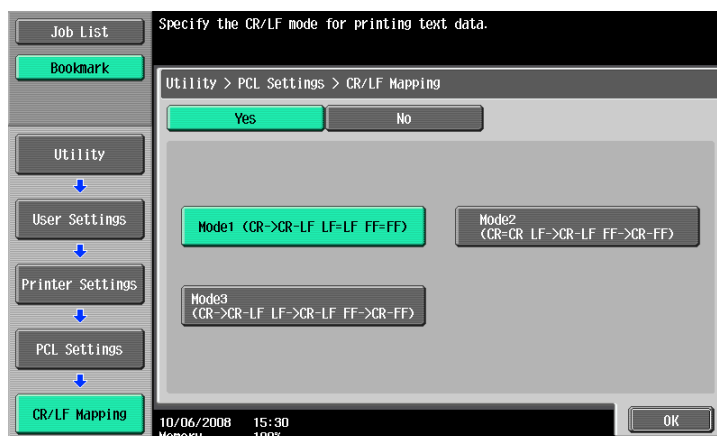 Job List
Bookmark
Utility
User Settings
Printer Settings
PCL Settings
CR/LF Mapping
Specify the CR/LF mode for printing text data.
Utility > PCL Settings > CR/LF Mapping
Yes
No
Mode1 (CR->CR-LF LF=LF FF=FF)
Mode2
(CR=CR LF->CR-LF FF->CR-FF)
Mode3
(CR->CR-LF LF->CR-LF FF->CR-FF)
10/06/2008 15:30
Memory 100%
OK